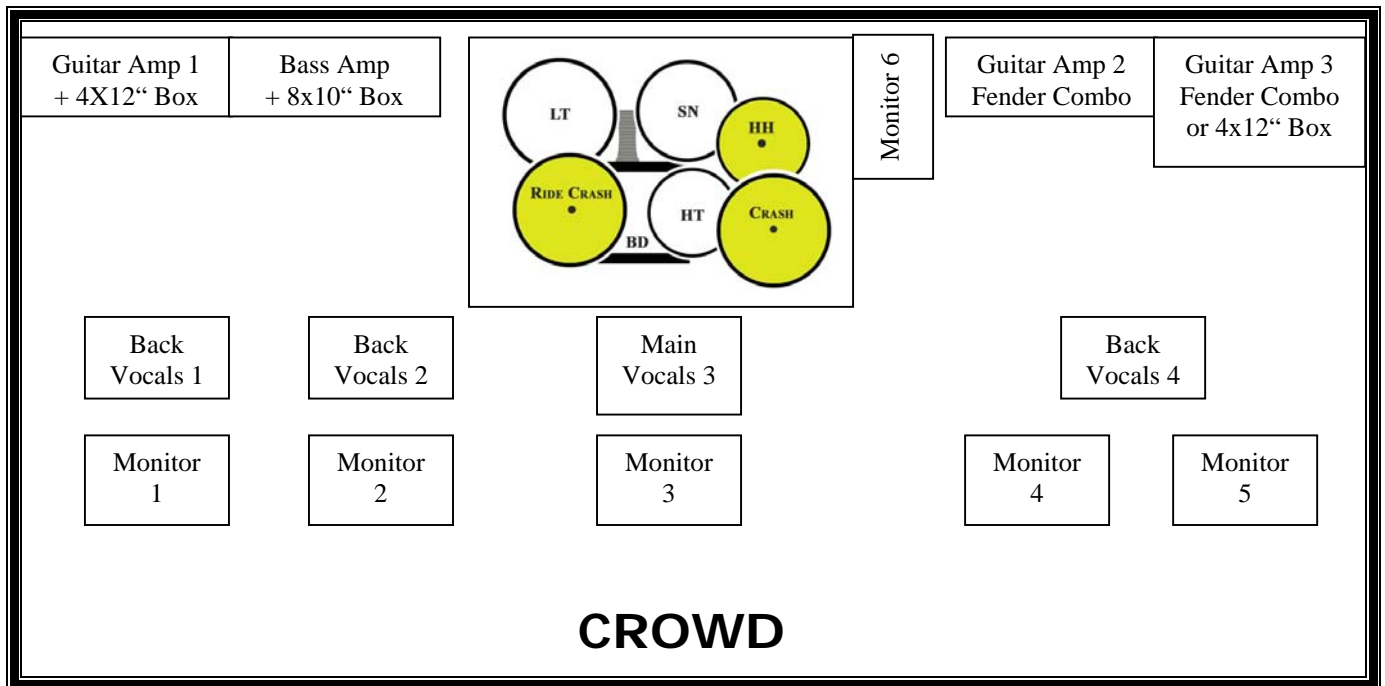 Guitar Amp 1
+ 4X12“ Box
Bass Amp
+ 8x10“ Box
LT
SN
HH
RIDE CRASH
HT
CRASH
BD
Monitor 6
Guitar Amp 2
Fender Combo
Guitar Amp 3
Fender Combo
or 4x12“ Box
Back
Vocals 1
Back
Vocals 2
Main
Vocals 3
Back
Vocals 4
Monitor
1
Monitor
2
Monitor
3
Monitor
4
Monitor
5
CROWD